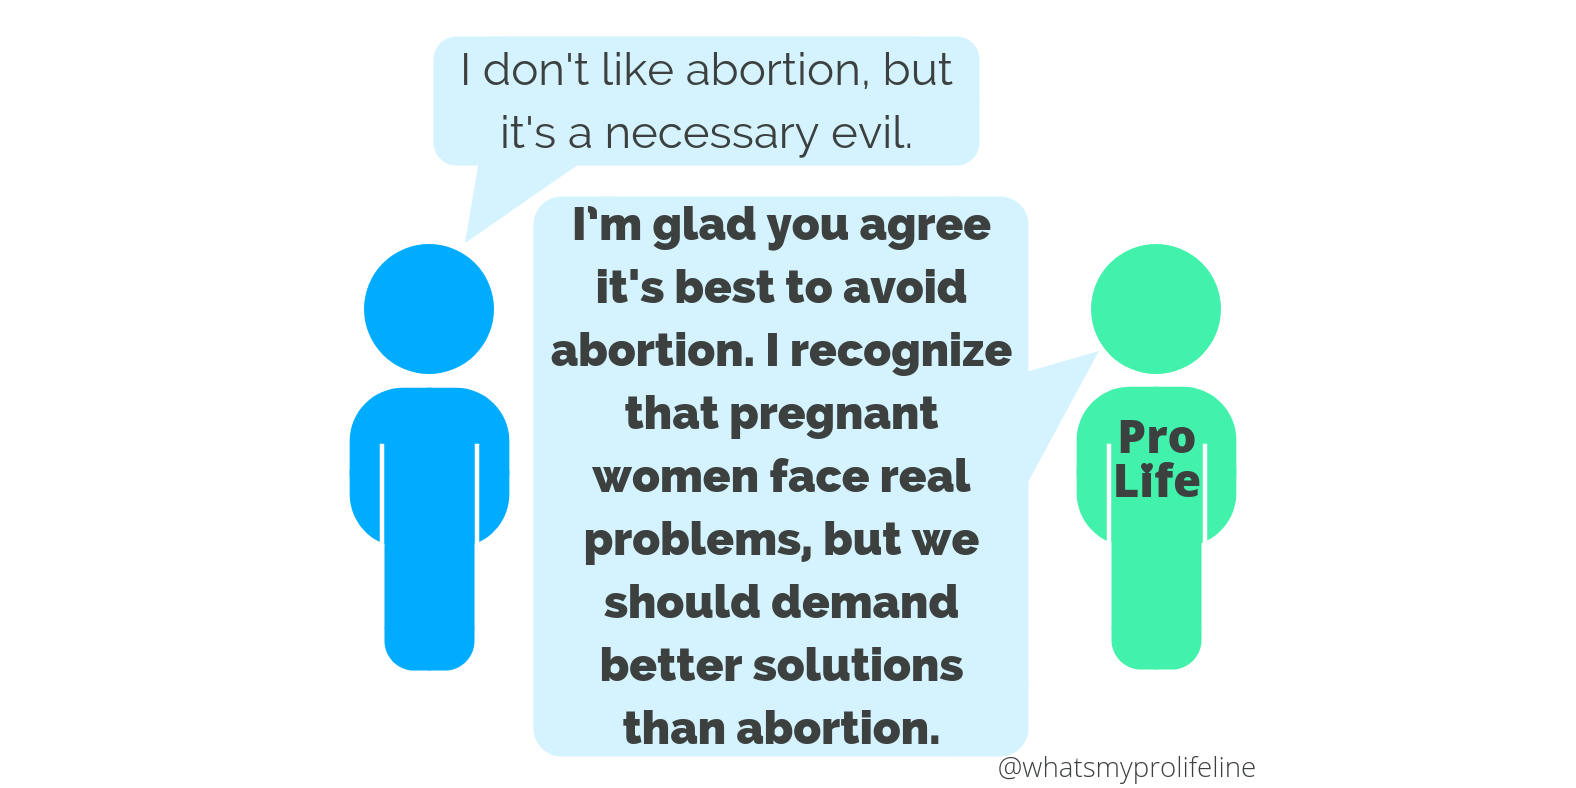 I don't like abortion, but
it's a necessary evil.
I’m glad you agree
it's best to avoid
abortion. I recognize
that pregnant
women face real
problems, but we
should demand
better solutions
than abortion.
Pro
Life
@whatsmyprolifeline